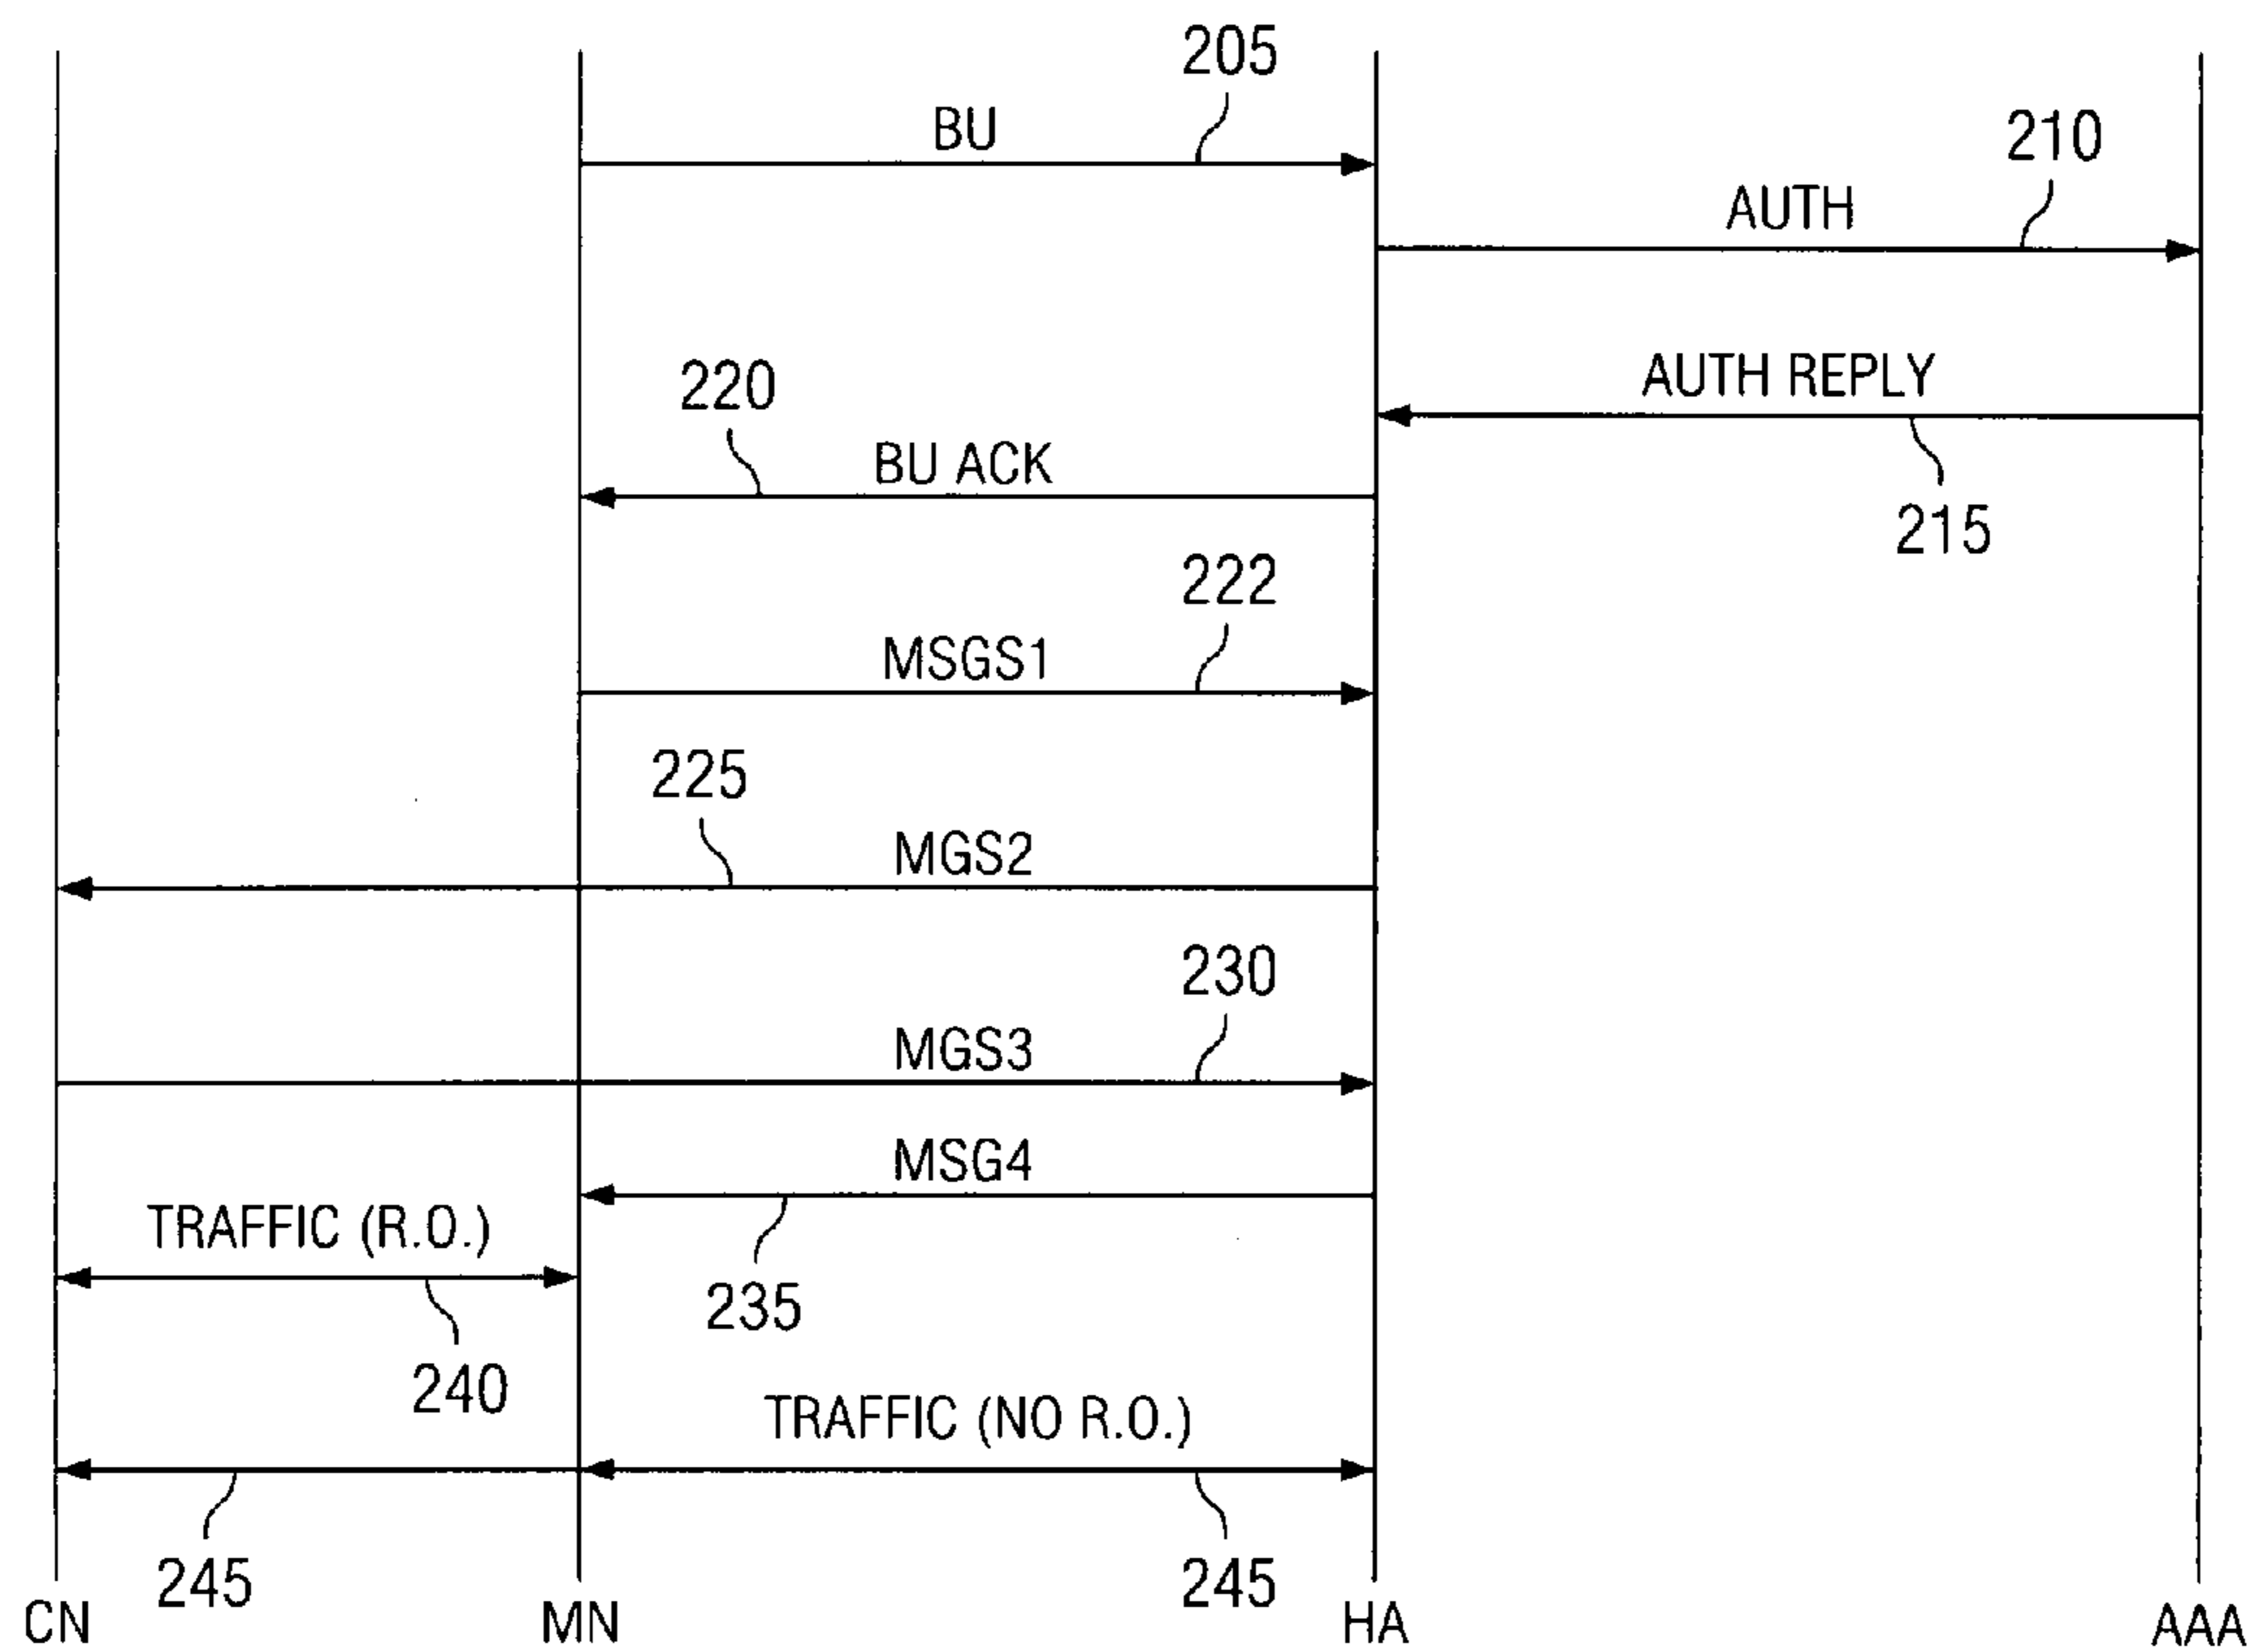 205
BU
210
AUTH
AUTH REPLY
220
BU ACK
215
222
MSGS1
225
MGS2
230
MGS3
MSG4
TRAFFIC (R.O.)
235
240
TRAFFIC (NO R.O.)
245
245
CN
MN
HA
AAA